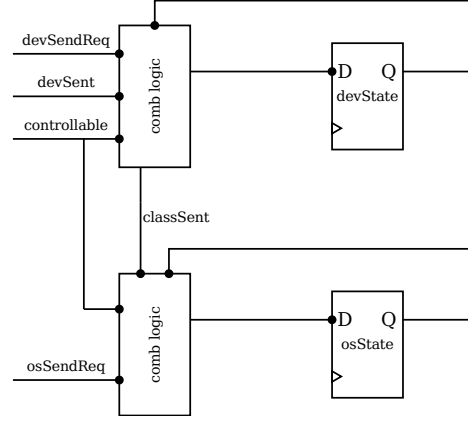 devSendReq
devSent
controllable
comb logic
D Q
devState
classSent
comb logic
D Q
osState
osSendReq